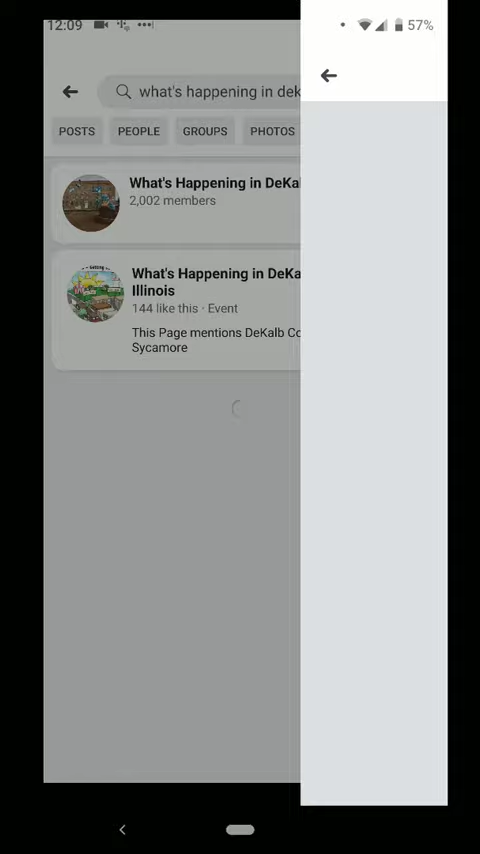 12:09
57%
what's happening in dek
POSTS PEOPLE GROUPS PHOTOS
What's Happening in DeKa
2,002 members
What's Happening in DeKa
Illinois
144 like this · Event
This Page mentions DeKalb Co
Sycamore